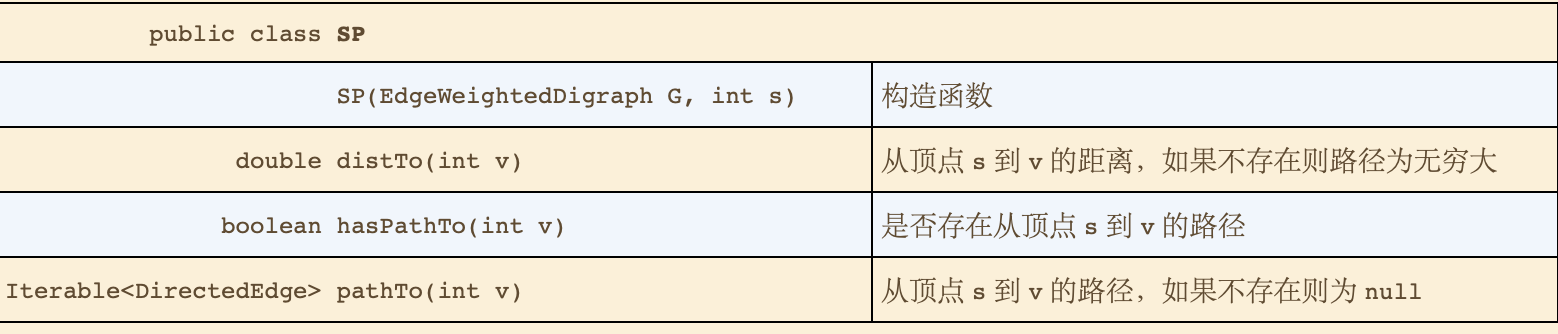 public class SP
SP(EdgeWeightedDigraph G, int s) 构造函数
double distTo(int v) 从顶点 s 到 v 的距离，如果不存在则路径为无穷大
boolean hasPathTo(int v) 是否存在从顶点 s 到 v 的路径
Iterable<DirectedEdge> pathTo(int v) 从顶点 s 到 v 的路径，如果不存在则为 null